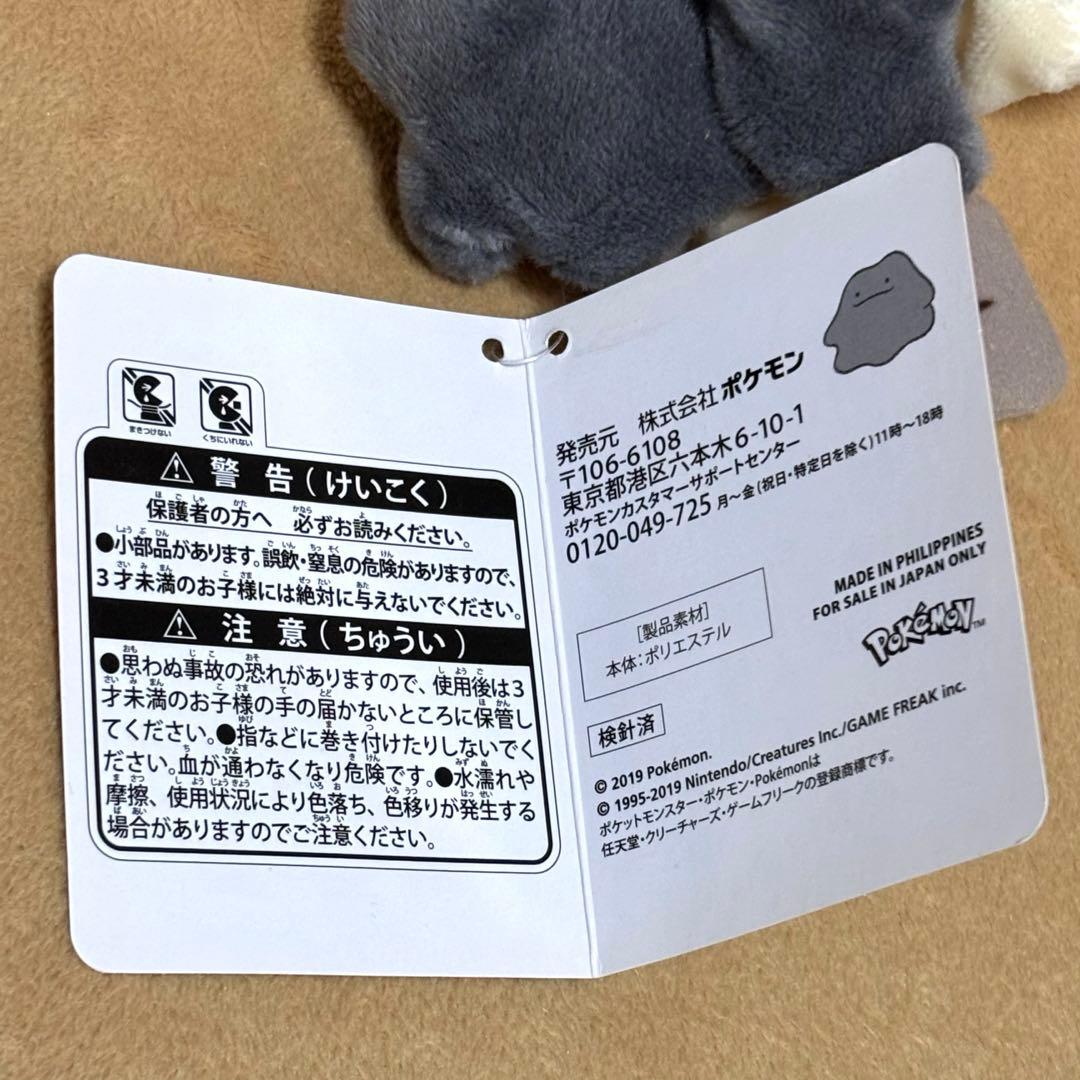 まきつけない
くちにいれない
警 告 ( けいこく )
保護者の方へ 必ずお読みください。
●小部品があります。誤飲・窒息の危険がありますので、
3才未満のお子様には絶対に与えないでください。
注 意 ( ちゅうい )
●思わぬ事故の恐れがありますので、使用後は3
才未満のお子様の手の届かないところに保管し
てください。●指などに巻き付けたりしないでく
ださい。血が通わなくなり危険です。●水濡れや
摩擦、使用状況により色落ち、色移りが発生する
場合がありますのでご注意ください。
発売元 株式会社 ポケモン
〒106-6108
東京都港区六本木6-10-1
ポケモンカスタマーサポートセンター
0120-049-725 月~金(祝日・特定日を除く)11時~18時
MADE IN PHILIPPINES
FOR SALE IN JAPAN ONLY
POKéMON™
[製品素材]
本体:ポリエステル
検針済
© 2019 Pokémon.
© 1995-2019 Nintendo/Creatures Inc./GAME FREAK inc.
ポケットモンスター・ポケモン・Pokémonは
任天堂・クリーチャーズ・ゲームフリークの登録商標です。